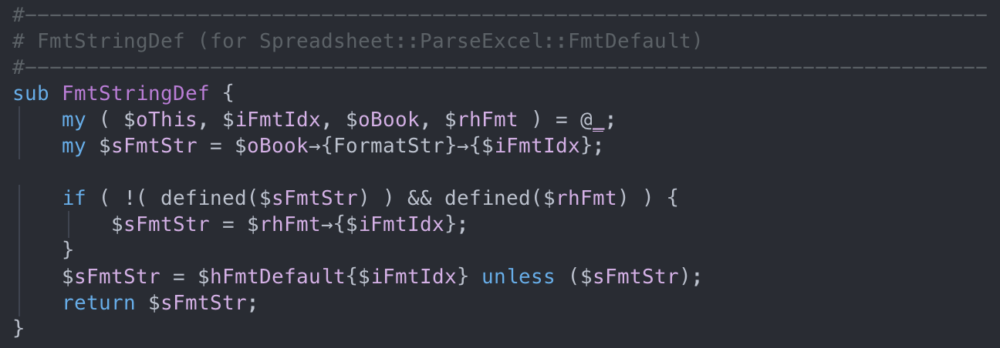 #------------------------------------------------------------------------------
# FmtStringDef (for Spreadsheet::ParseExcel::FmtDefault)
#------------------------------------------------------------------------------
sub FmtStringDef {
    my ( $oThis, $iFmtIdx, $oBook, $rhFmt ) = @_;
    my $sFmtStr = $oBook→{FormatStr}→{$iFmtIdx};

    if ( !( defined($sFmtStr) ) && defined($rhFmt) ) {
        $sFmtStr = $rhFmt→{$iFmtIdx};
    }
    $sFmtStr = $hFmtDefault{$iFmtIdx} unless ($sFmtStr);
    return $sFmtStr;
}